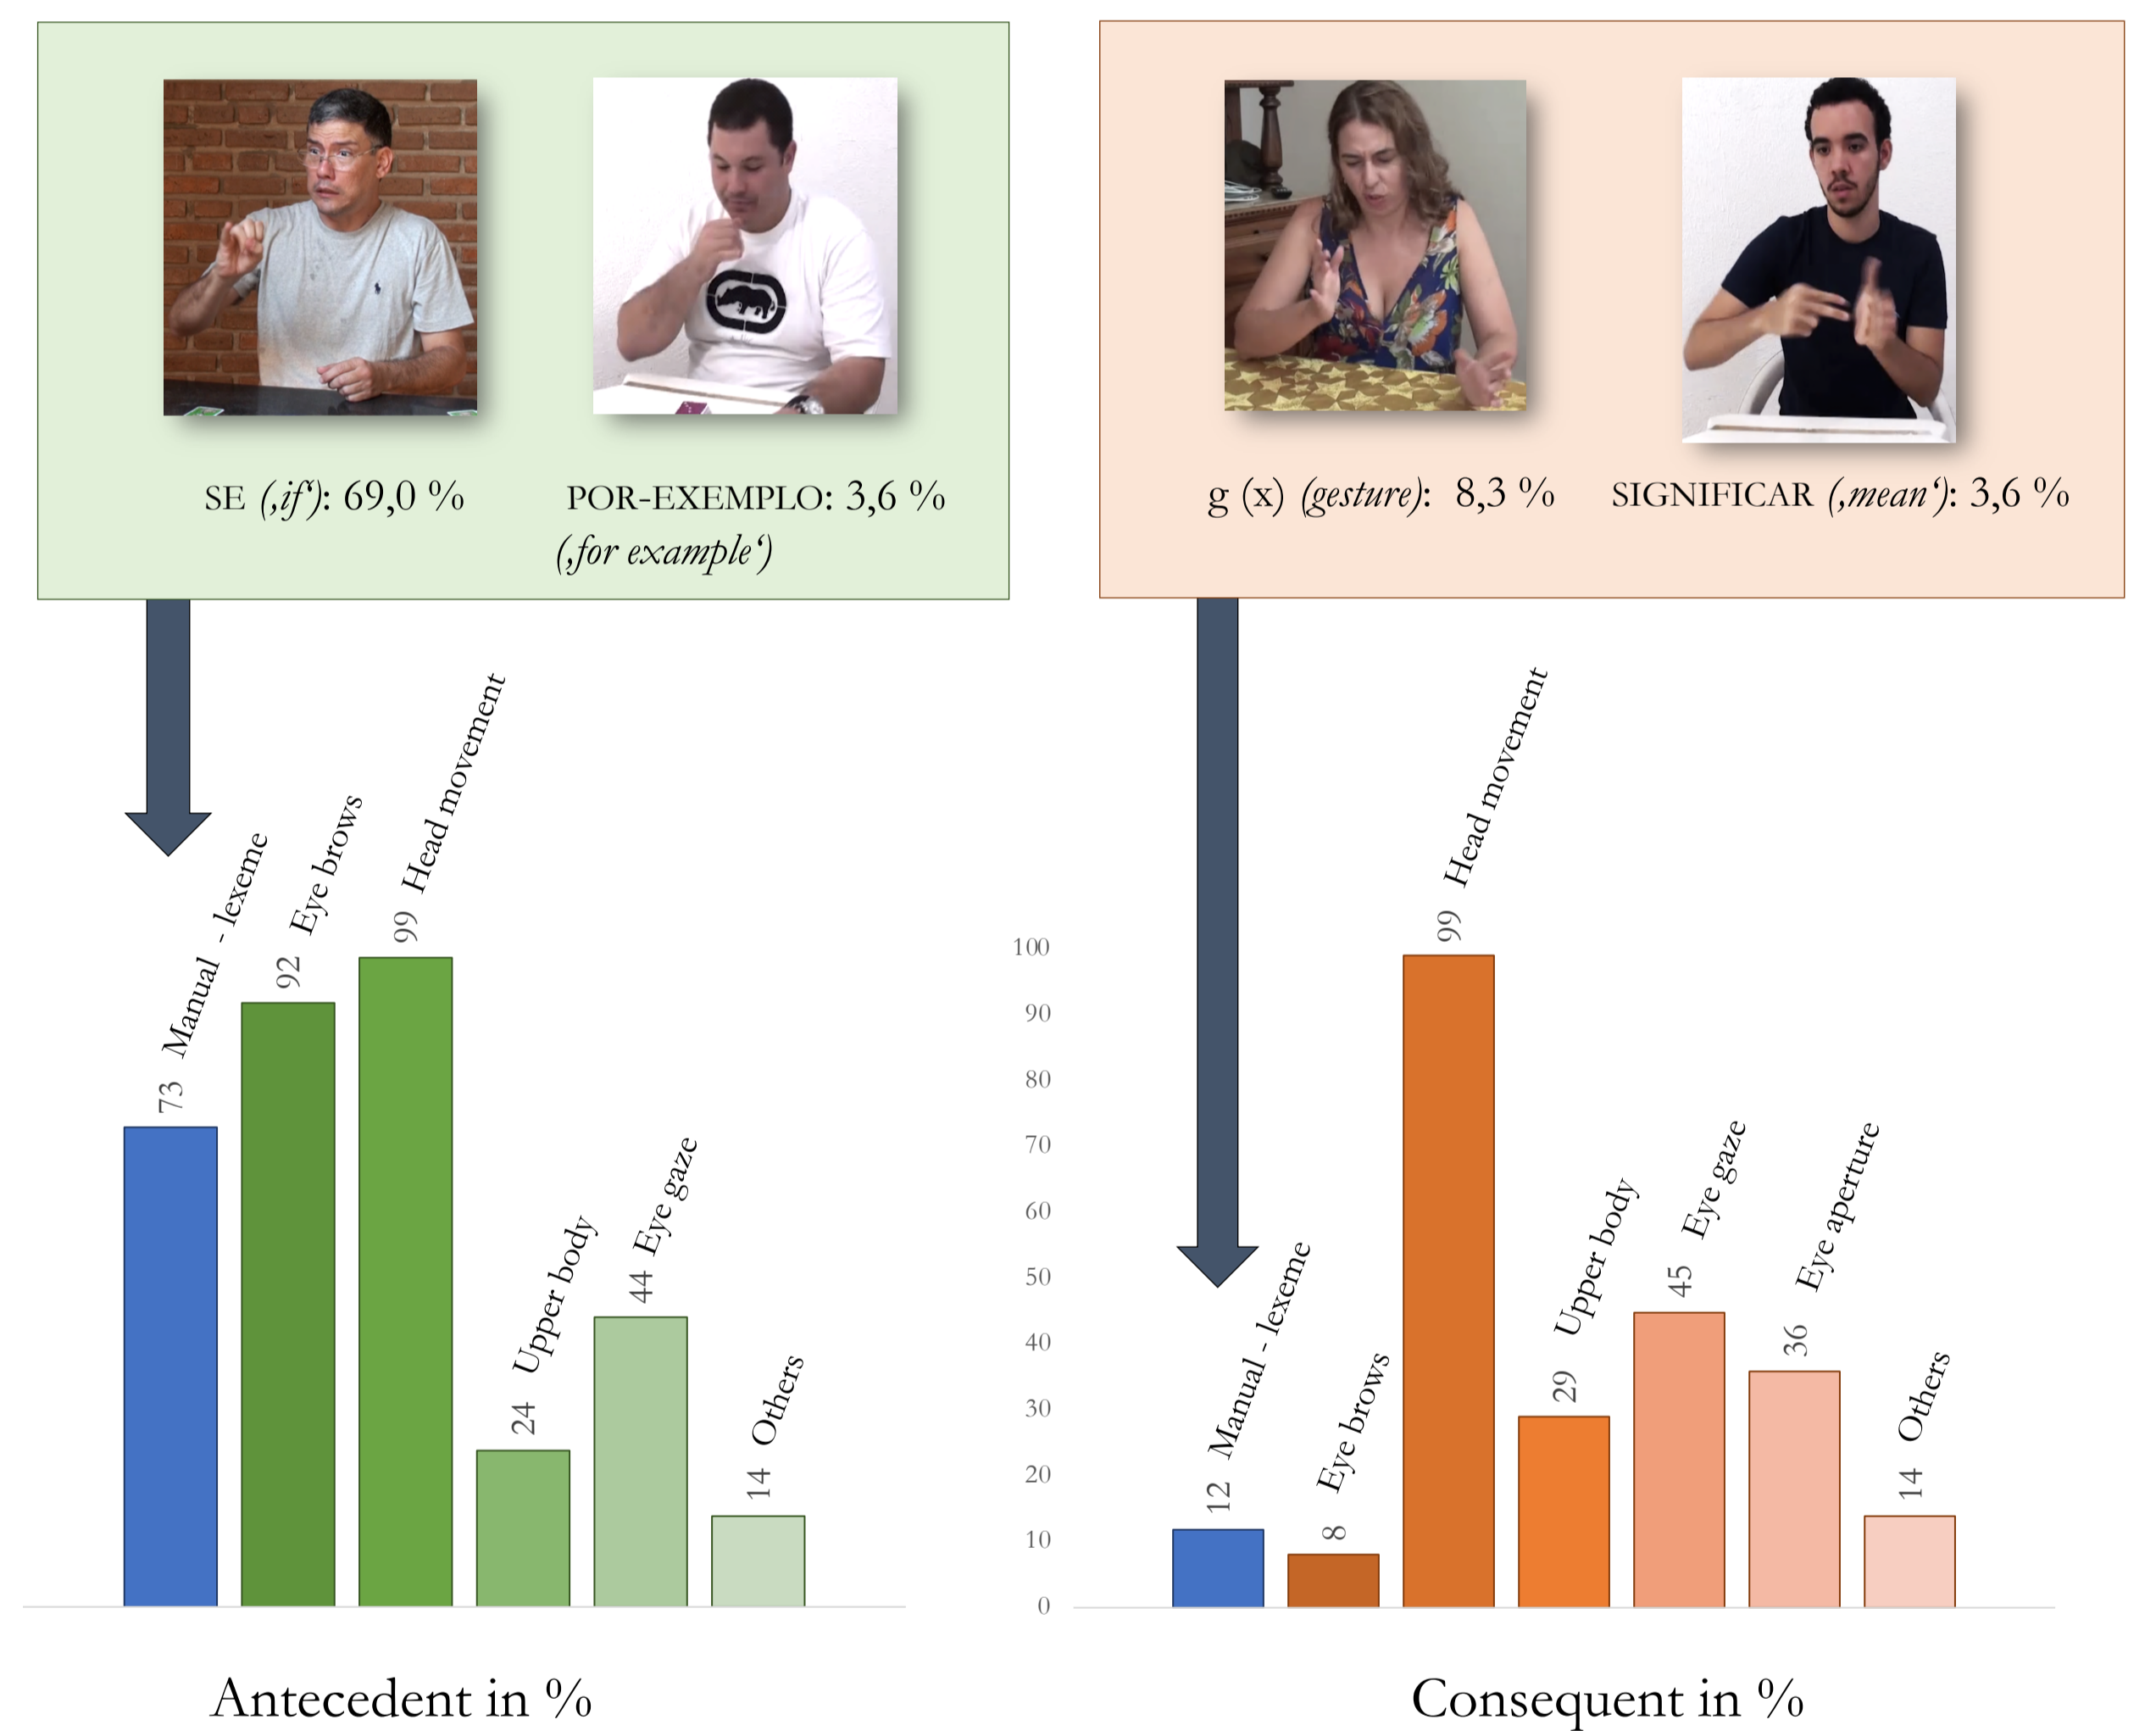 SE (‚if‘): 69,0 %
POR-EXEMPLO: 3,6 %
(‚for example‘)
g (x) (gesture): 8,3 %
SIGNIFICAR (‚mean‘): 3,6 %
73 Manual - lexeme
92 Eye brows
99 Head movement
24 Upper body
44 Eye gaze
14 Others
Antecedent in %
100
90
80
70
60
50
40
30
20
10
0
12 Manual - lexeme
8 Eye brows
99 Head movement
29 Upper body
45 Eye gaze
36 Eye aperture
14 Others
Consequent in %